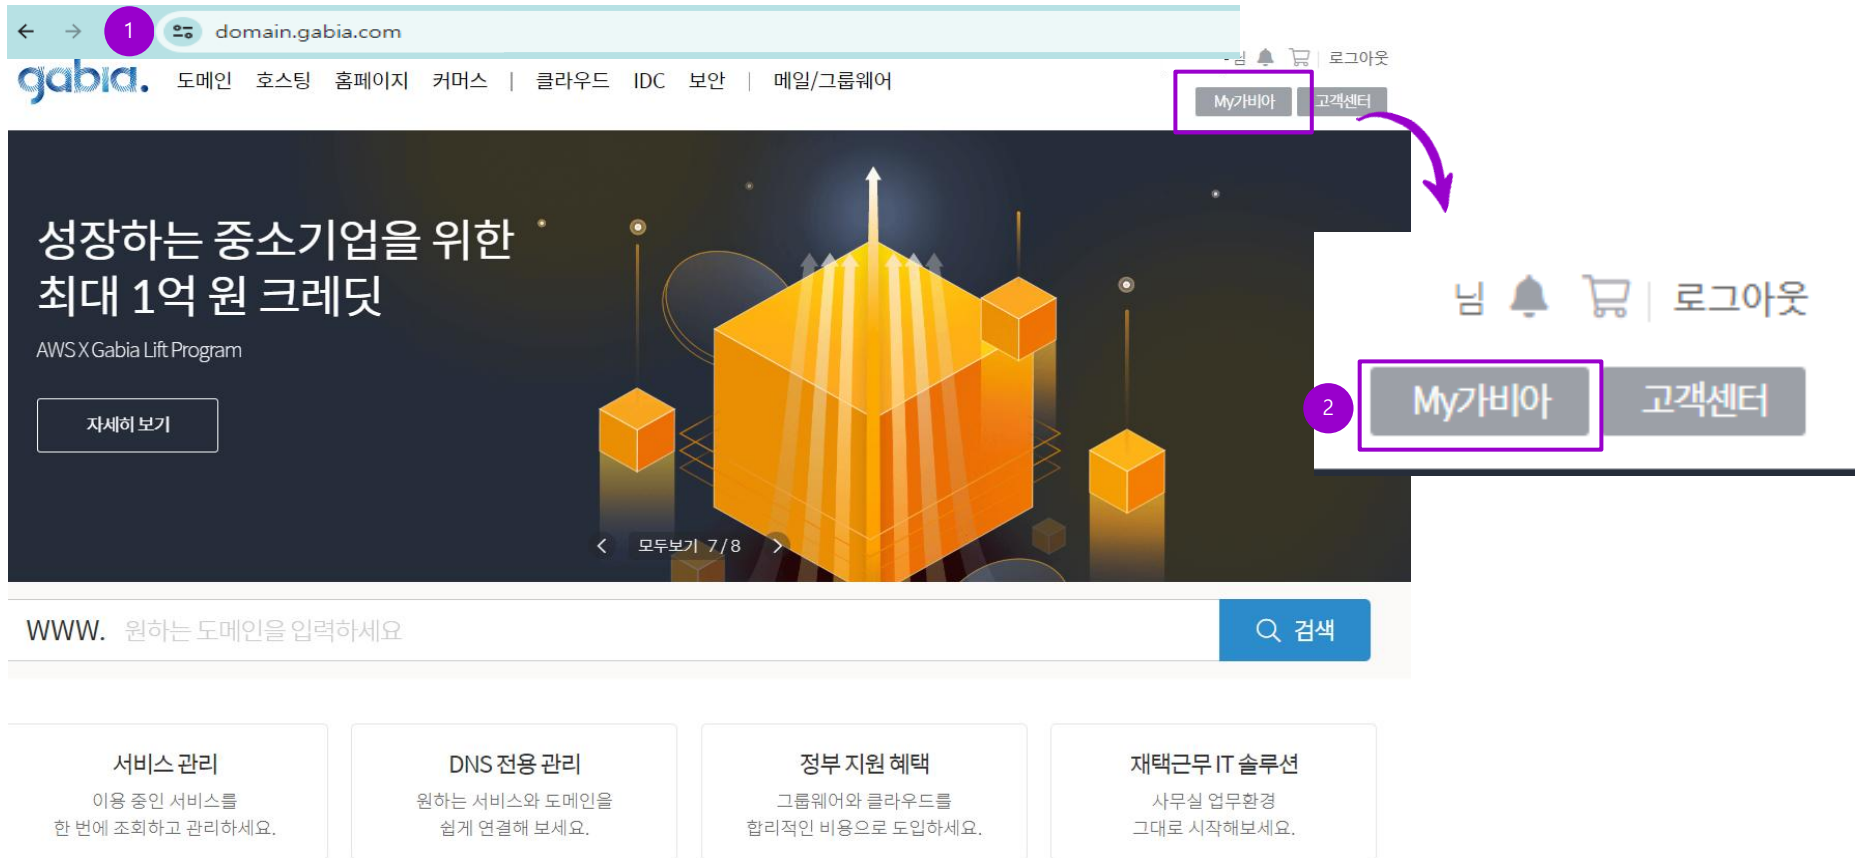 1
domain.gabia.com
님
로그아웃
gabia.
도메인 호스팅 홈페이지 커머스 | 클라우드 IDC 보안 | 메일/그룹웨어
My가비아 고객센터
성장하는 중소기업을 위한
최대 1억 원 크레딧
AWS X Gabia Lift Program
자세히 보기
모두보기 7 / 8
님
로그아웃
2
My가비아 고객센터
WWW. 원하는 도메인을 입력하세요
검색
서비스 관리
이용 중인 서비스를
한 번에 조회하고 관리하세요.
DNS 전용 관리
원하는 서비스와 도메인을
쉽게 연결해 보세요.
정부 지원 혜택
그룹웨어와 클라우드를
합리적인 비용으로 도입하세요.
재택근무 IT 솔루션
사무실 업무환경
그대로 시작해보세요.